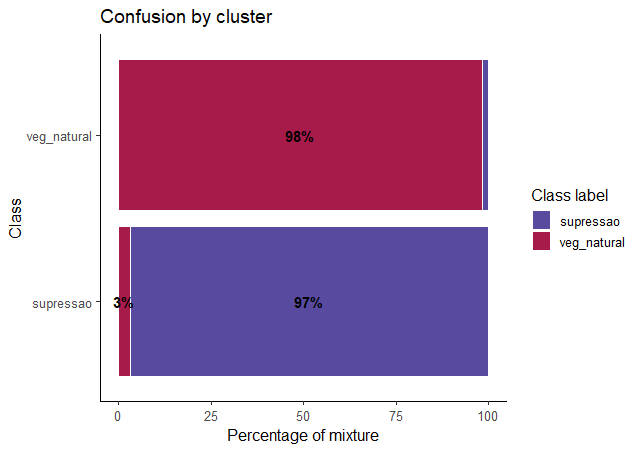 Confusion by cluster
veg_natural
98%
Class
supressao
3%
97%
0
25
50
75
100
Percentage of mixture
Class label
supressao
veg_natural